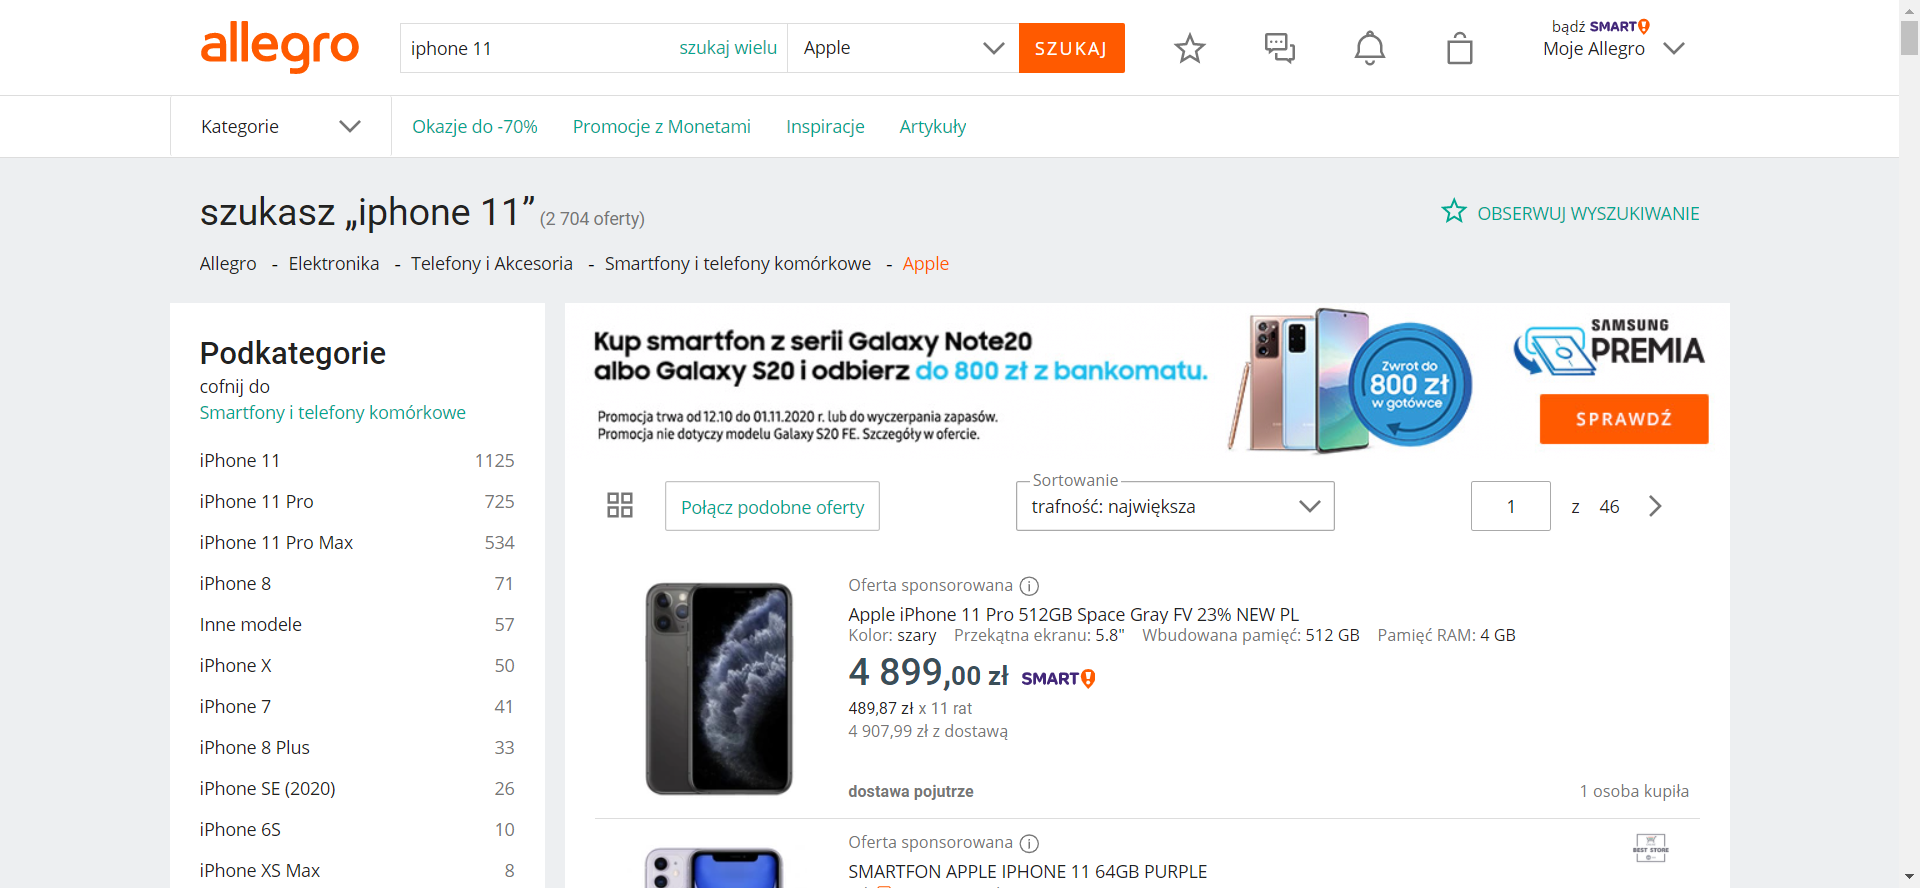 allegro
iphone 11
szukaj wielu
Apple
SZUKAJ
bądź SMART!
Moje Allegro
Kategorie
Okazje do -70%
Promocje z Monetami
Inspiracje
Artykuły
szukasz „iphone 11” (2 704 oferty)
OBSERWUJ WYSZUKIWANIE
Allegro - Elektronika - Telefony i Akcesoria - Smartfony i telefony komórkowe - Apple
Podkategorie
cofnij do
Smartfony i telefony komórkowe
iPhone 11 1125
iPhone 11 Pro 725
iPhone 11 Pro Max 534
iPhone 8 71
Inne modele 57
iPhone X 50
iPhone 7 41
iPhone 8 Plus 33
iPhone SE (2020) 26
iPhone 6S 10
iPhone XS Max 8
Kup smartfon z serii Galaxy Note20
albo Galaxy S20 i odbierz do 800 zł z bankomatu.
Promocja trwa od 12.10 do 01.11.2020 r. lub do wyczerpania zapasów.
Promocja nie dotyczy modelu Galaxy S20 FE. Szczegóły w ofercie.
Zwrot do
800 zł
w gotówce
SAMSUNG
PREMIA
SPRAWDŹ
Połącz podobne oferty
Sortowanie
trafność: największa
1 z 46
Oferta sponsorowana
Apple iPhone 11 Pro 512GB Space Gray FV 23% NEW PL
Kolor: szary Przekątna ekranu: 5.8" Wbudowana pamięć: 512 GB Pamięć RAM: 4 GB
4 899,00 zł SMART!
489,87 zł x 11 rat
4 907,99 zł z dostawą
dostawa pojutrze
1 osoba kupiła
Oferta sponsorowana
BEST STORE
SMARTFON APPLE IPHONE 11 64GB PURPLE